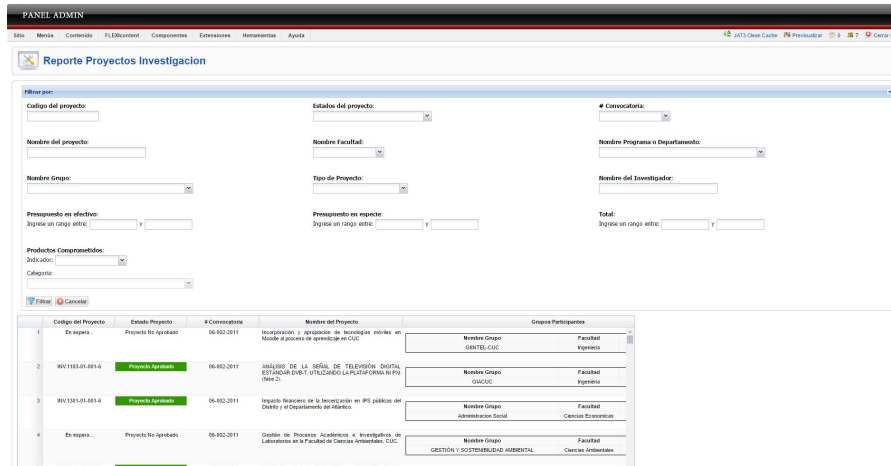 PANEL ADMIN
Sitio Menús Contenido FLEXIcontent Componentes Extensiones Herramientas Ayuda JAT3 Clean Cache Previsualizar 0 7 Cerrar
Reporte Proyectos Investigacion
Filtrar por:
Codigo del proyecto: Estados del proyecto: # Convocatoria:
Nombre del proyecto: Nombre Facultad: Nombre Programa o Departamento:
Nombre Grupo: Tipo de Proyecto: Nombre del Investigador:
Presupuesto en efectivo: Presupuesto en especie: Total:
Ingrese un rango entre: y Ingrese un rango entre: y Ingrese un rango entre: y
Productos Comprometidos:
Indicador:
Categoria:
Filtrar Cancelar
Codigo del Proyecto Estado Proyecto # Convocatoria Nombre del Proyecto Grupos Participantes
1 En espera... Proyecto No Aprobado 06-002-2011 Incorporación y apropiación de tecnologías móviles en
Moodle al proceso de aprendizaje en CUC
Nombre Grupo Facultad
GIINTEL-CUC Ingenieria
2 INV.1103-01-001-6 Proyecto Aprobado 06-002-2011 ANÁLISIS DE LA SEÑAL DE TELEVISIÓN DIGITAL
ESTÁNDAR DVB-T, UTILIZANDO LA PLATAFORMA NI PXI
(fase 2).
Nombre Grupo Facultad
GIACUC Ingenieria
3 INV.1301-01-001-6 Proyecto Aprobado 06-002-2011 Impacto financiero de la tercerización en IPS públicas del
Distrito y el Departamento del Atlántico.
Nombre Grupo Facultad
Administracion Social Ciencias Economicas
4 En espera... Proyecto No Aprobado 06-002-2011 Gestión de Procesos Académicos e Investigativos de
Laboratorios en la Facultad de Ciencias Ambientales, CUC.
Nombre Grupo Facultad
GESTIÓN Y SOSTENIBILIDAD AMBIENTAL Ciencias Ambientales